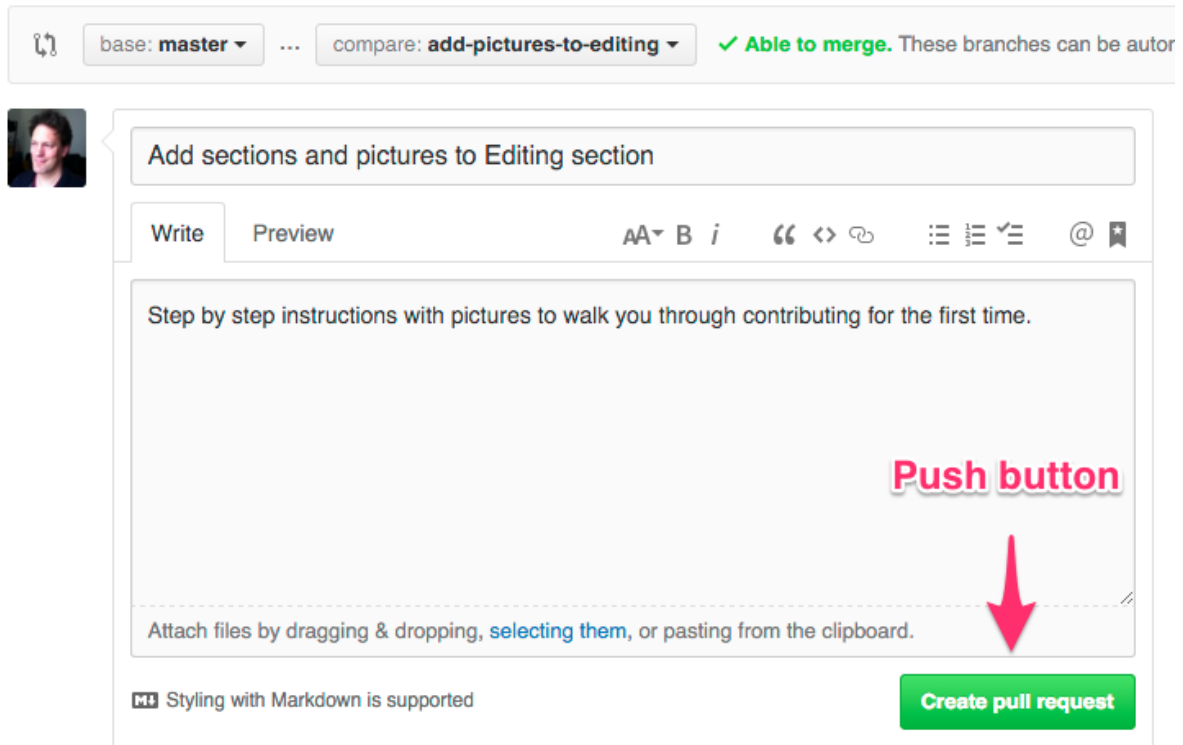 base: master ... compare: add-pictures-to-editing ✓ Able to merge. These branches can be autor
Add sections and pictures to Editing section
Write Preview AA B i “ <> @
Step by step instructions with pictures to walk you through contributing for the first time.
Push button
Attach files by dragging & dropping, selecting them, or pasting from the clipboard.
M↓ Styling with Markdown is supported
Create pull request